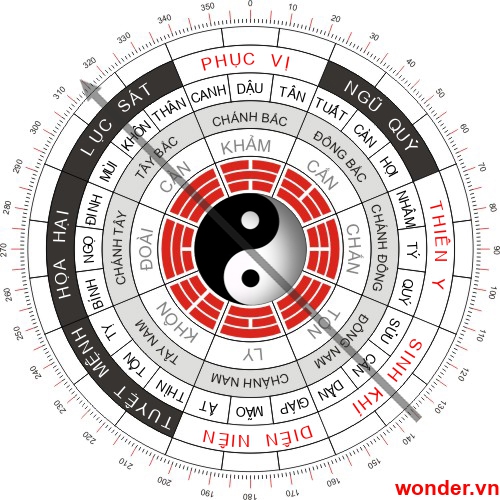 0
10
20
30
40
50
60
70
80
90
100
110
120
130
140
150
160
170
180
190
200
210
220
230
240
250
260
270
280
290
300
310
320
330
340
350
PHỤC VỊ
NGŨ QUỶ
THIÊN Y
SINH KHÍ
DIÊN NIÊN
TUYỆT MỆNH
HỌA HẠI
LỤC SÁT
CANH
DẬU
TÂN
TUẤT
CÀN
HỢI
NHÂM
TÝ
QUÝ
SỬU
CẤN
DẦN
GIÁP
MÃO
ẤT
THÌN
TỐN
TỴ
BÍNH
NGỌ
ĐINH
MÙI
KHÔN
THÂN
CHÁNH BẮC
ĐÔNG BẮC
CHÁNH ĐÔNG
ĐÔNG NAM
CHÁNH NAM
TÂY NAM
CHÁNH TÂY
TÂY BẮC
KHẢM
CẤN
CHẤN
TỐN
LY
KHÔN
ĐOÀI
CÀN
wonder.vn